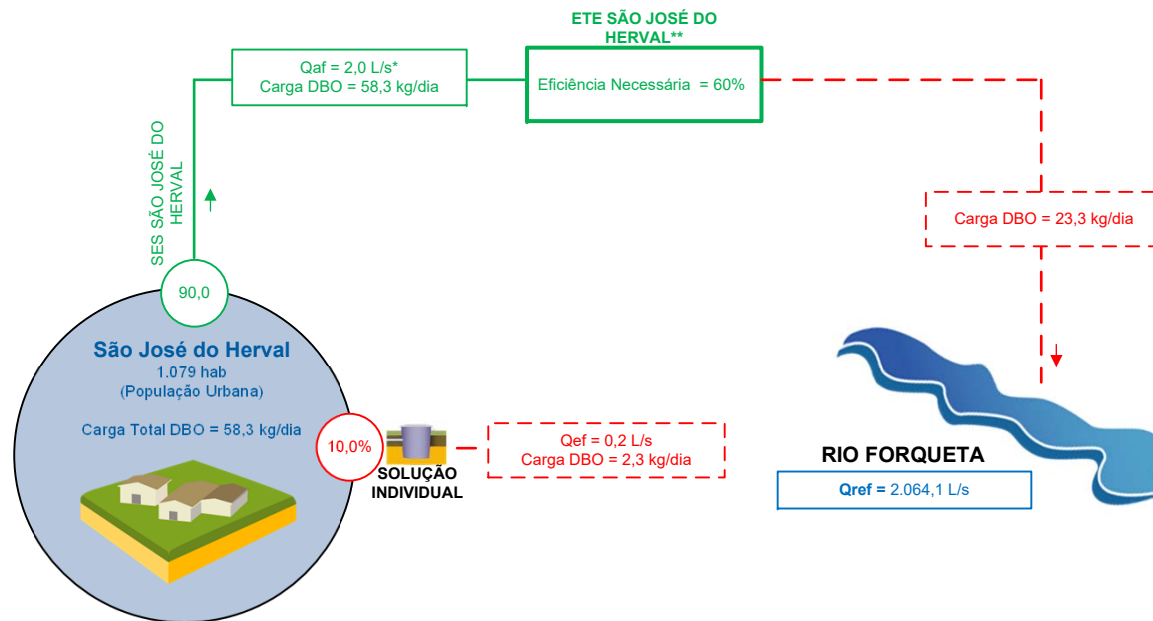 ETE SÃO JOSÉ DO
HERVAL**
Qaf = 2,0 L/s*
Carga DBO = 58,3 kg/dia
Eficiência Necessária = 60%
SES SÃO JOSÉ DO
HERVAL
Carga DBO = 23,3 kg/dia
90,0
São José do Herval
1.079 hab
(População Urbana)
Carga Total DBO = 58,3 kg/dia
10,0%
SOLUÇÃO
INDIVIDUAL
Qef = 0,2 L/s
Carga DBO = 2,3 kg/dia
RIO FORQUETA
Qref = 2.064,1 L/s